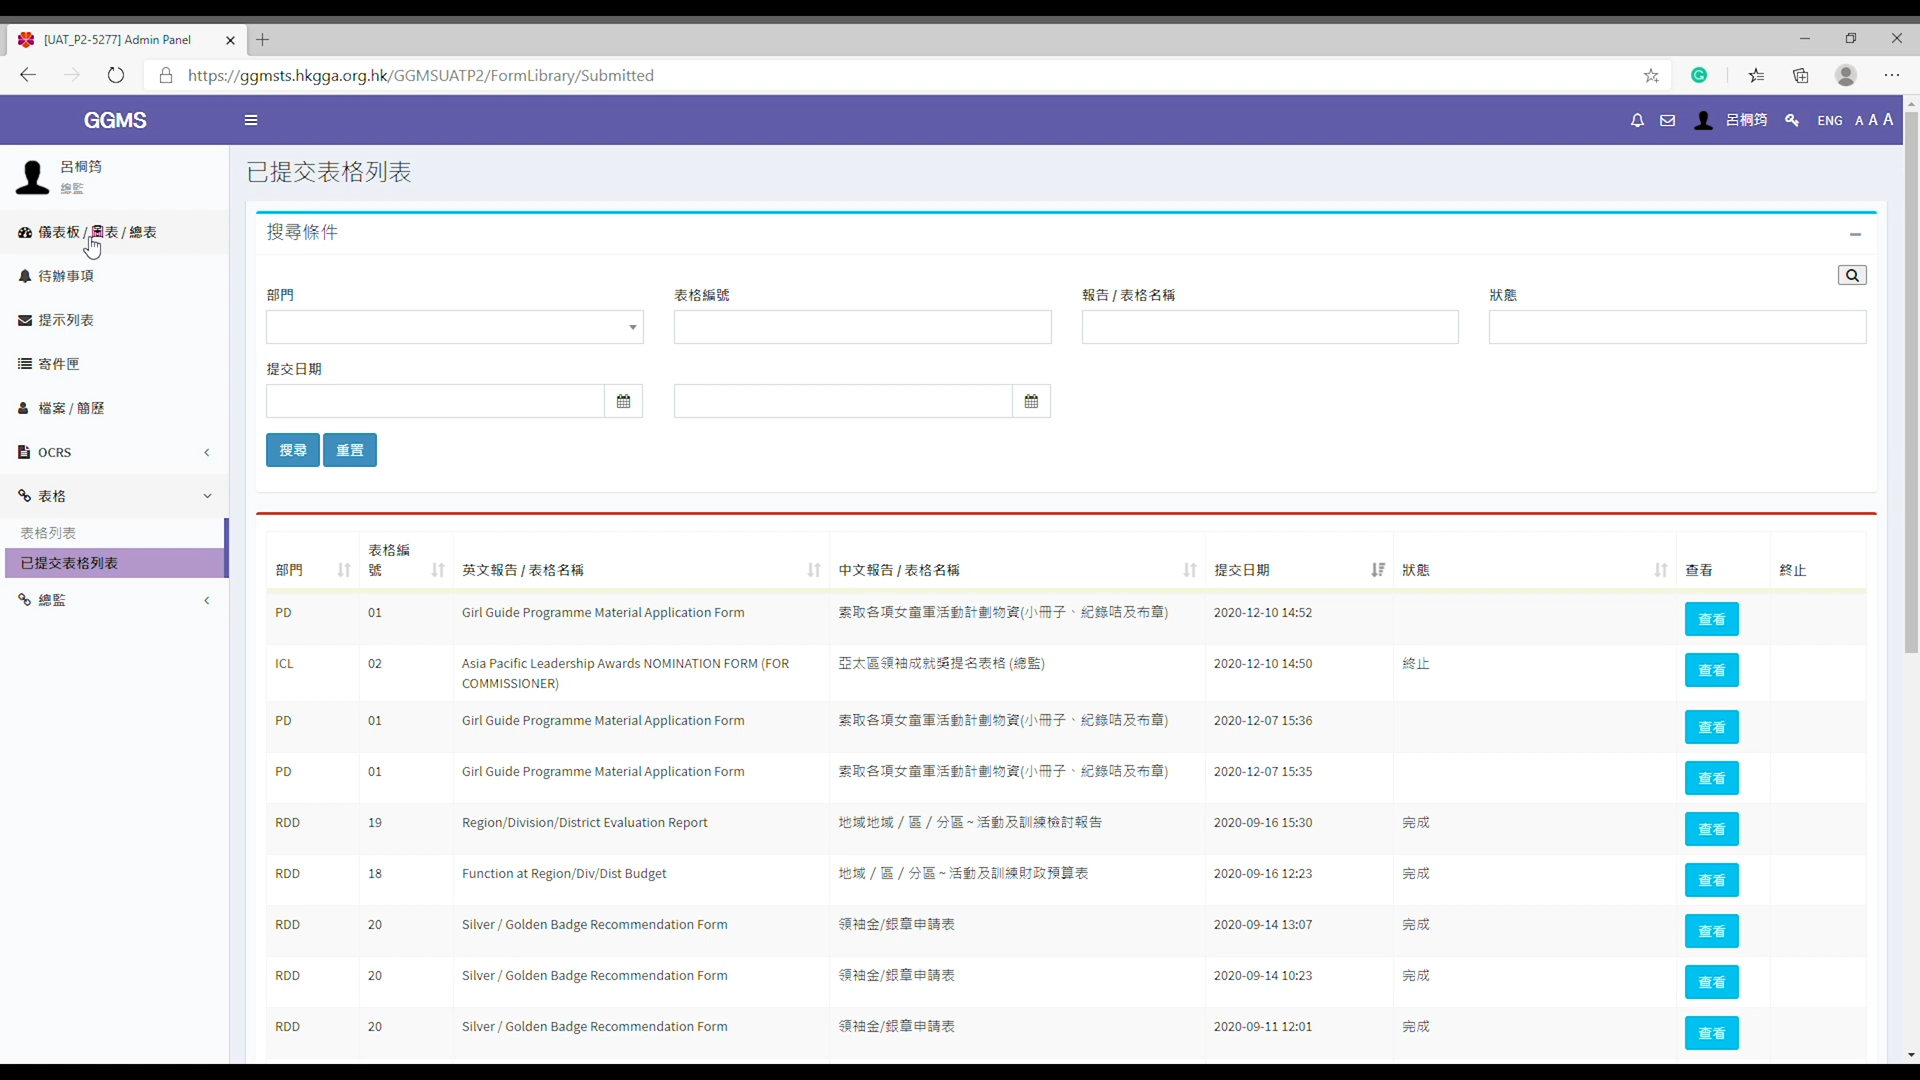 [UAT_P2-5277] Admin Panel
https://ggmsts.hkgga.org.hk/GGMSUATP2/FormLibrary/Submitted
GGMS
呂桐筠
ENG A A A
呂桐筠
總監
儀表板 / 圖表 / 總表
待辦事項
提示列表
寄件匣
檔案 / 簡歷
OCRS
表格
表格列表
已提交表格列表
總監
已提交表格列表
搜尋條件
部門
表格編號
報告 / 表格名稱
狀態
提交日期
搜尋
重置
部門 表格編號 英文報告 / 表格名稱 中文報告 / 表格名稱 提交日期 狀態 查看 終止
PD 01 Girl Guide Programme Material Application Form 索取各項女童軍活動計劃物資(小冊子、紀錄咭及布章) 2020-12-10 14:52 查看
ICL 02 Asia Pacific Leadership Awards NOMINATION FORM (FOR 亞太區領袖成就獎提名表格 (總監) 2020-12-10 14:50 終止 查看
COMMISSIONER)
PD 01 Girl Guide Programme Material Application Form 索取各項女童軍活動計劃物資(小冊子、紀錄咭及布章) 2020-12-07 15:36 查看
PD 01 Girl Guide Programme Material Application Form 索取各項女童軍活動計劃物資(小冊子、紀錄咭及布章) 2020-12-07 15:35 查看
RDD 19 Region/Division/District Evaluation Report 地域地域 / 區 / 分區 ~ 活動及訓練檢討報告 2020-09-16 15:30 完成 查看
RDD 18 Function at Region/Div/Dist Budget 地域 / 區 / 分區 ~ 活動及訓練財政預算表 2020-09-16 12:23 完成 查看
RDD 20 Silver / Golden Badge Recommendation Form 領袖金/銀章申請表 2020-09-14 13:07 完成 查看
RDD 20 Silver / Golden Badge Recommendation Form 領袖金/銀章申請表 2020-09-14 10:23 完成 查看
RDD 20 Silver / Golden Badge Recommendation Form 領袖金/銀章申請表 2020-09-11 12:01 完成 查看